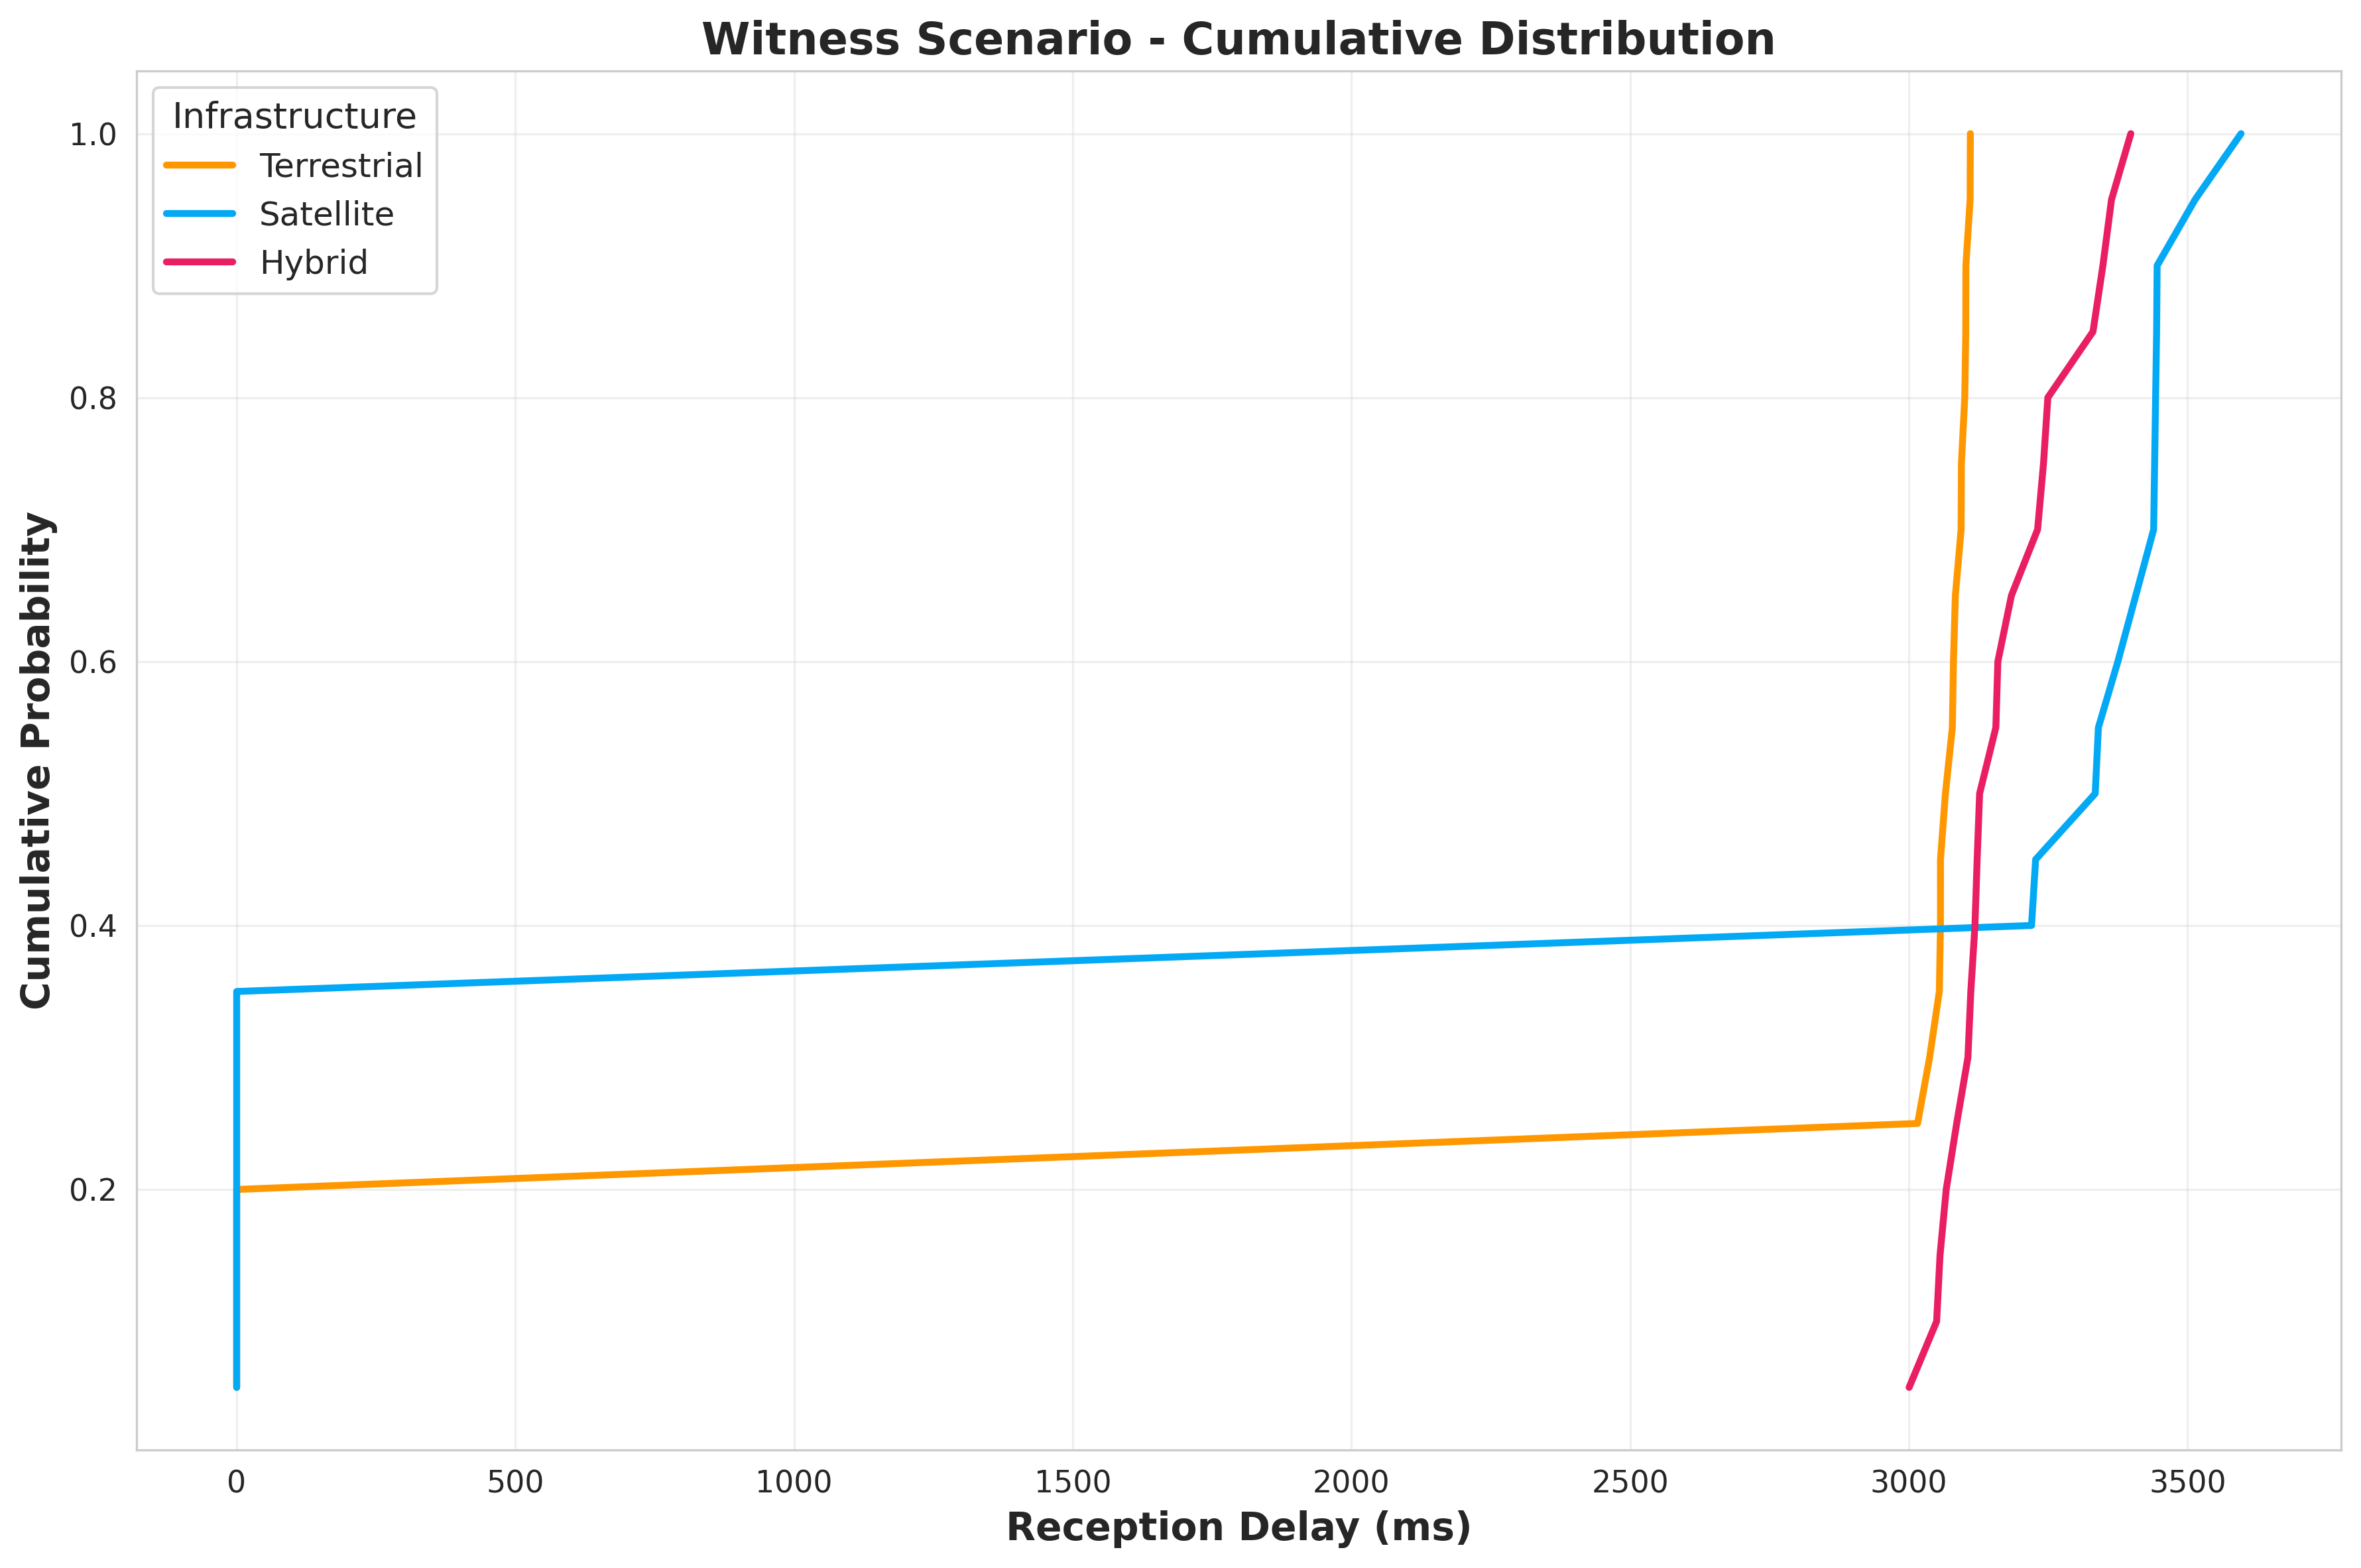 Witness Scenario - Cumulative Distribution
Infrastructure
Terrestrial
Satellite
Hybrid
Cumulative Probability
1.0
0.8
0.6
0.4
0.2
0 500 1000 1500 2000 2500 3000 3500
Reception Delay (ms)